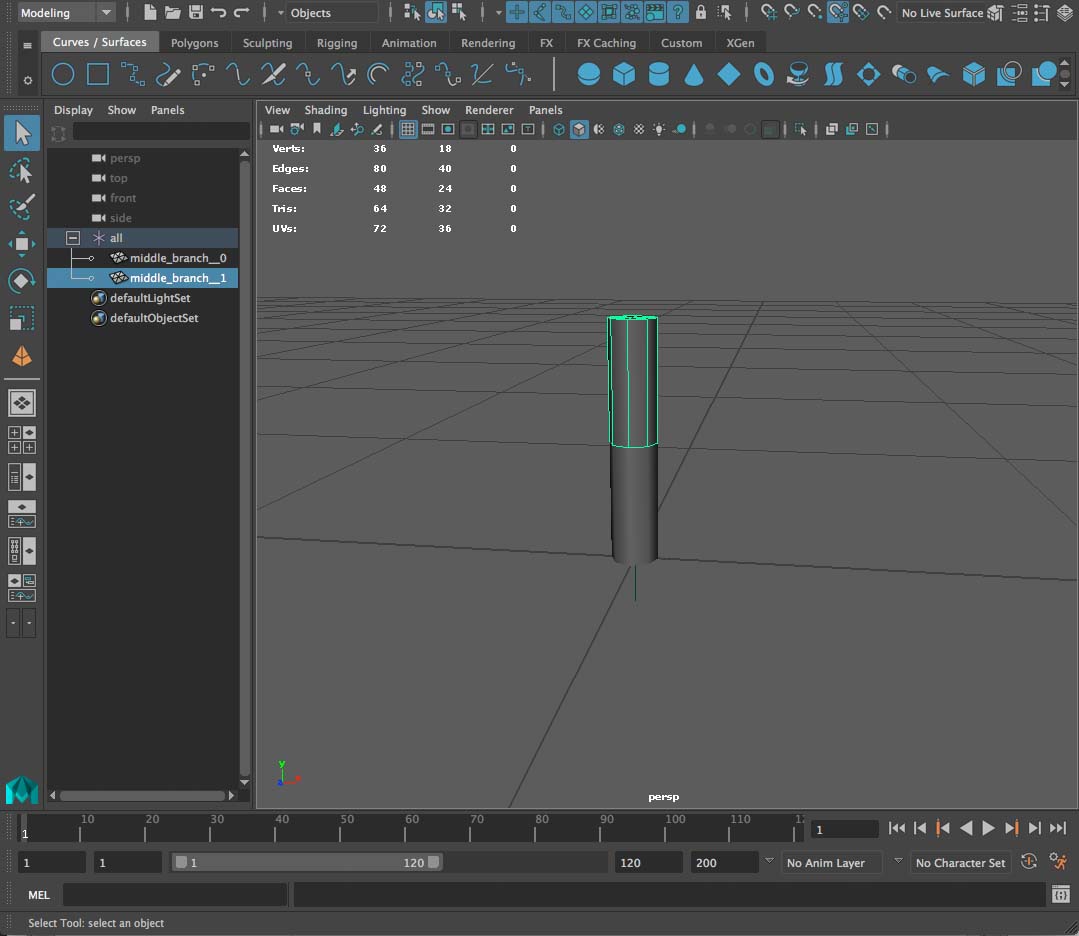 Modeling Objects No Live Surface
Curves / Surfaces Polygons Sculpting Rigging Animation Rendering FX FX Caching Custom XGen
Display Show Panels
View Shading Lighting Show Renderer Panels
Verts: 36 18 0
Edges: 80 40 0
Faces: 48 24 0
Tris: 64 32 0
UVs: 72 36 0
persp
top
front
side
all
middle_branch__0
middle_branch__1
defaultLightSet
defaultObjectSet
y
persp
1 10 20 30 40 50 60 70 80 90 100 110 1
1 1 1 120 120 200 No Anim Layer No Character Set
MEL
Select Tool: select an object